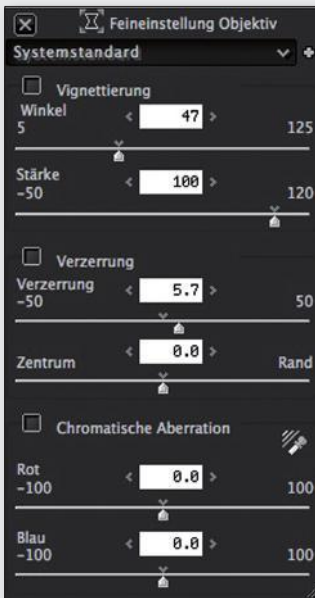 Feineinstellung Objektiv
Systemstandard
Vignettierung
Winkel
5 47 125
Stärke
-50 100 120
Verzerrung
Verzerrung
-50 5.7 50
Zentrum 0.0 Rand
Chromatische Aberration
Rot
-100 0.0 100
Blau
-100 0.0 100